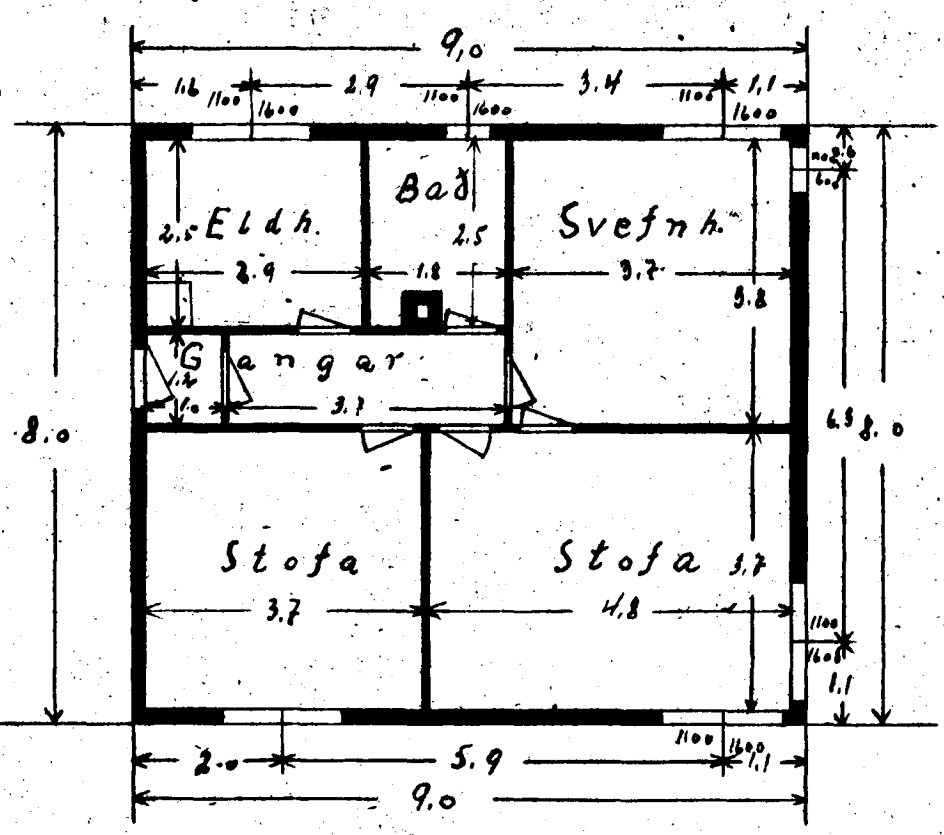 9,0
1.6 2.9 3.4 1.1
1100 1600 1100 1600 1100 1600
Bað
Eldh. Svefnh.
2.5 2.5
2.9 1.8 3.7
3.8
Gangar
1.2
1.0 3.7
8.0 6.3 8.0
Stofa Stofa 3.7
3.7 4.8
1100
1600
1.1
1100 1600
2.0 5.9 1.1
9.0